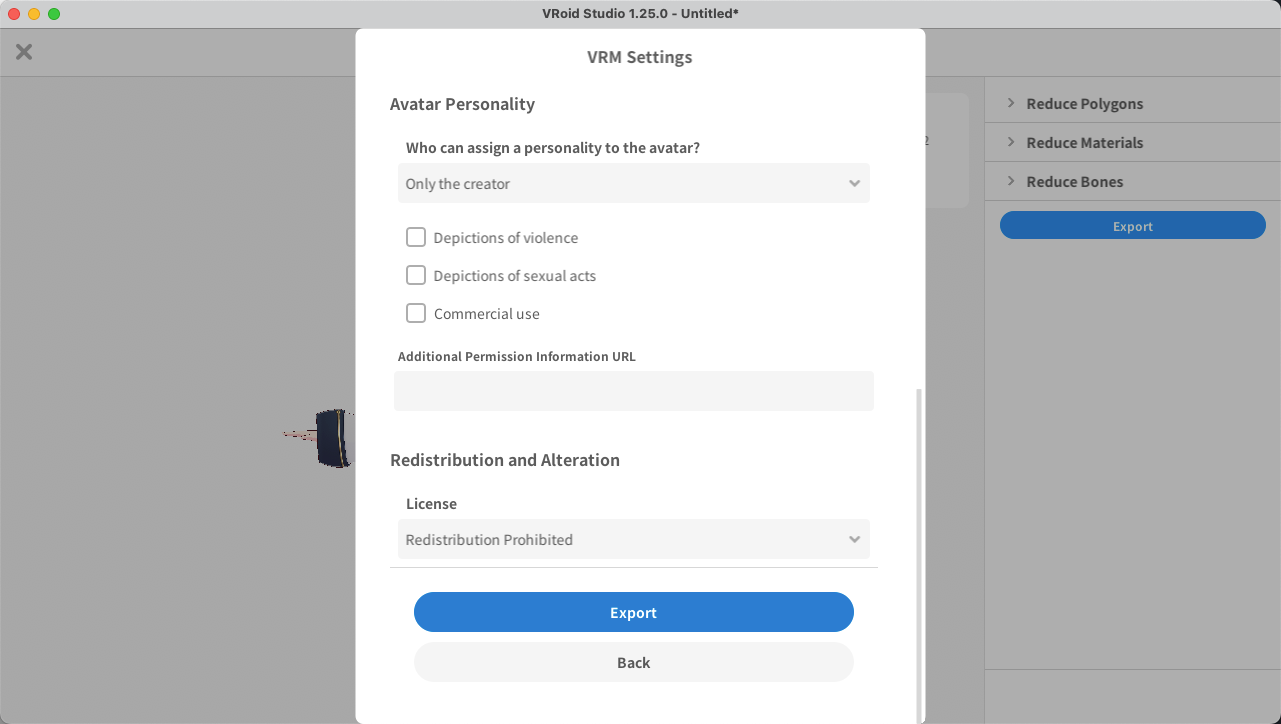 VRoid Studio 1.25.0 - Untitled*
VRM Settings
Avatar Personality
Who can assign a personality to the avatar?
Only the creator
Depictions of violence
Depictions of sexual acts
Commercial use
Additional Permission Information URL
Redistribution and Alteration
License
Redistribution Prohibited
Export
Back
2
Reduce Polygons
Reduce Materials
Reduce Bones
Export